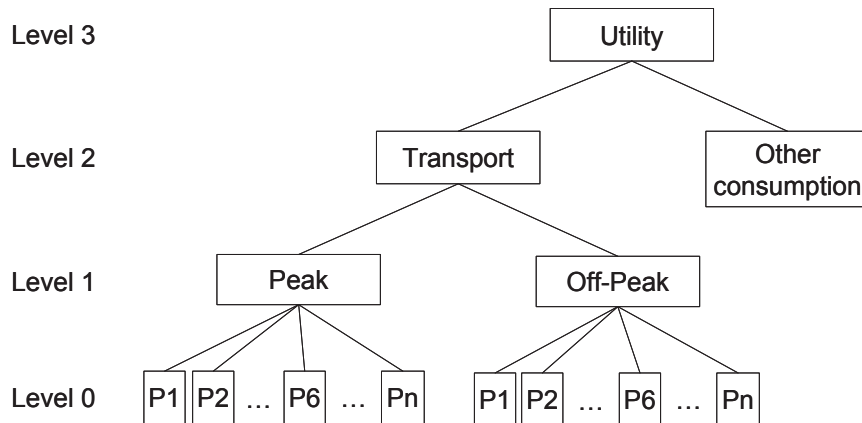 Level 3
Utility
Level 2
Transport
Other
consumption
Level 1
Peak
Off-Peak
Level 0
P1 P2 ... P6 ... Pn P1 P2 ... P6 ... Pn